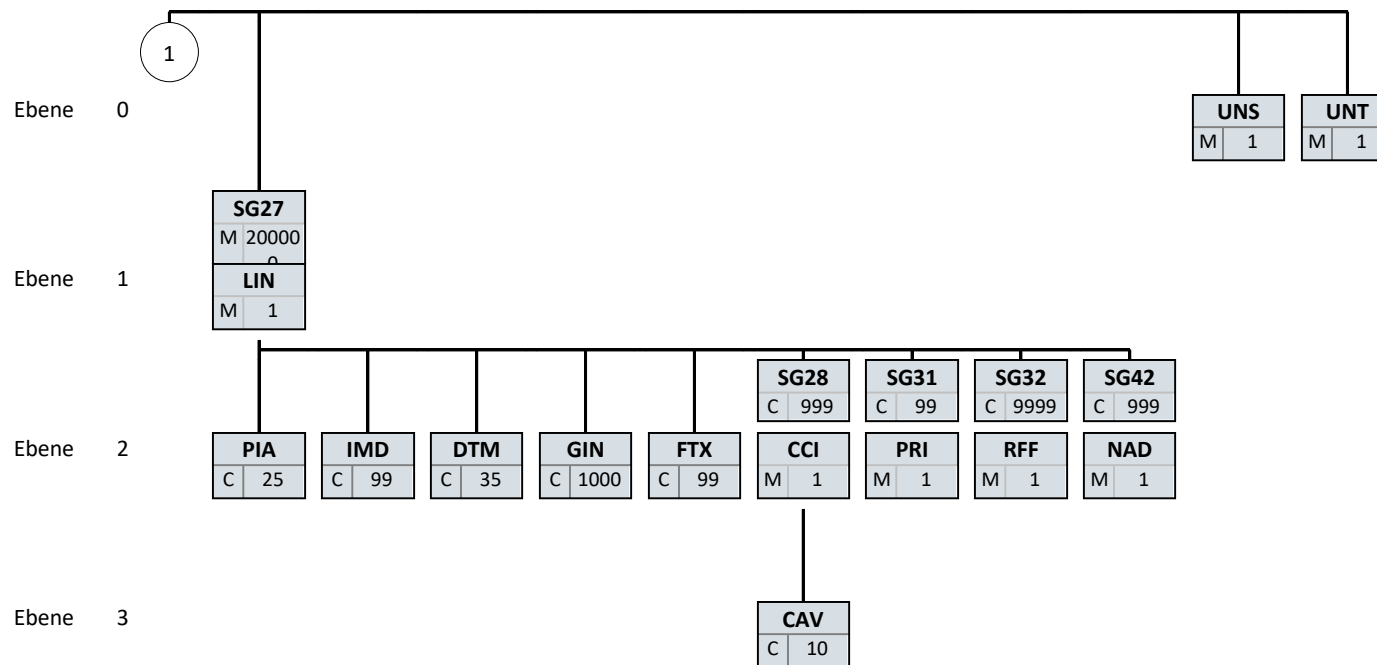 1
Ebene 0
UNS UNT
M 1 M 1
SG27
M 20000
0
Ebene 1
LIN
M 1
SG28 SG31 SG32 SG42
C 999 C 99 C 9999 C 999
Ebene 2
PIA IMD DTM GIN FTX CCI PRI RFF NAD
C 25 C 99 C 35 C 1000 C 99 M 1 M 1 M 1 M 1
Ebene 3
CAV
C 10